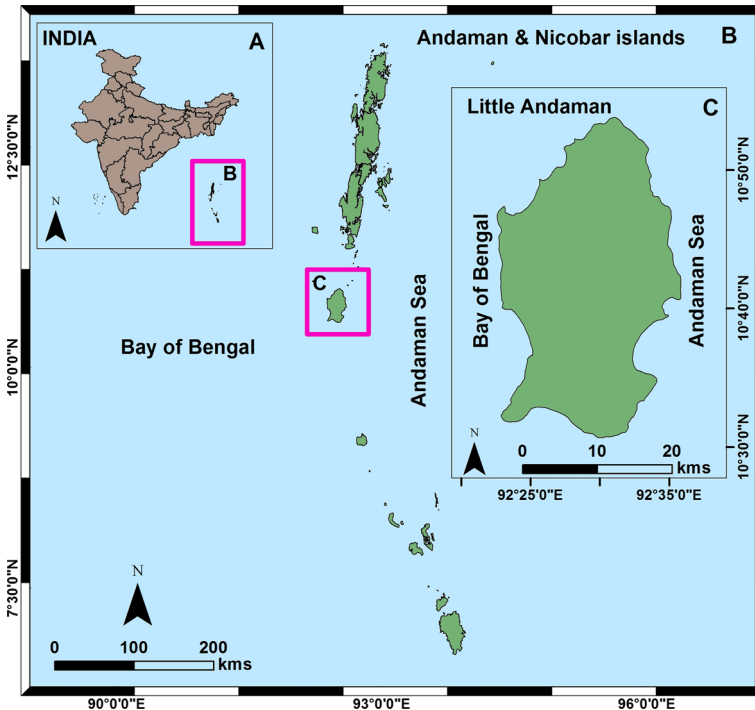 INDIA
A
B
N
Andaman & Nicobar islands
B
Little Andaman
C
Bay of Bengal
Andaman Sea
10°50'0"N
10°40'0"N
10°30'0"N
N
0 10 20
kms
92°25'0"E 92°35'0"E
C
Bay of Bengal
Andaman Sea
12°30'0"N
10°0'0"N
7°30'0"N
N
0 100 200
kms
90°0'0"E 93°0'0"E 96°0'0"E